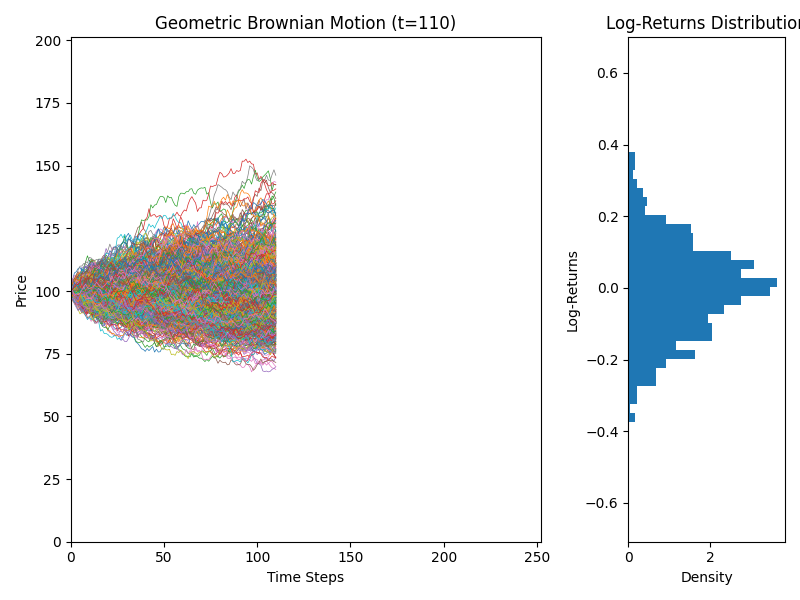 Geometric Brownian Motion (t=110)
200
175
150
125
100
75
50
25
0
Price
0 50 100 150 200 250
Time Steps
Log-Returns Distribution
0.6
0.4
0.2
0.0
−0.2
−0.4
−0.6
Log-Returns
0 2
Density